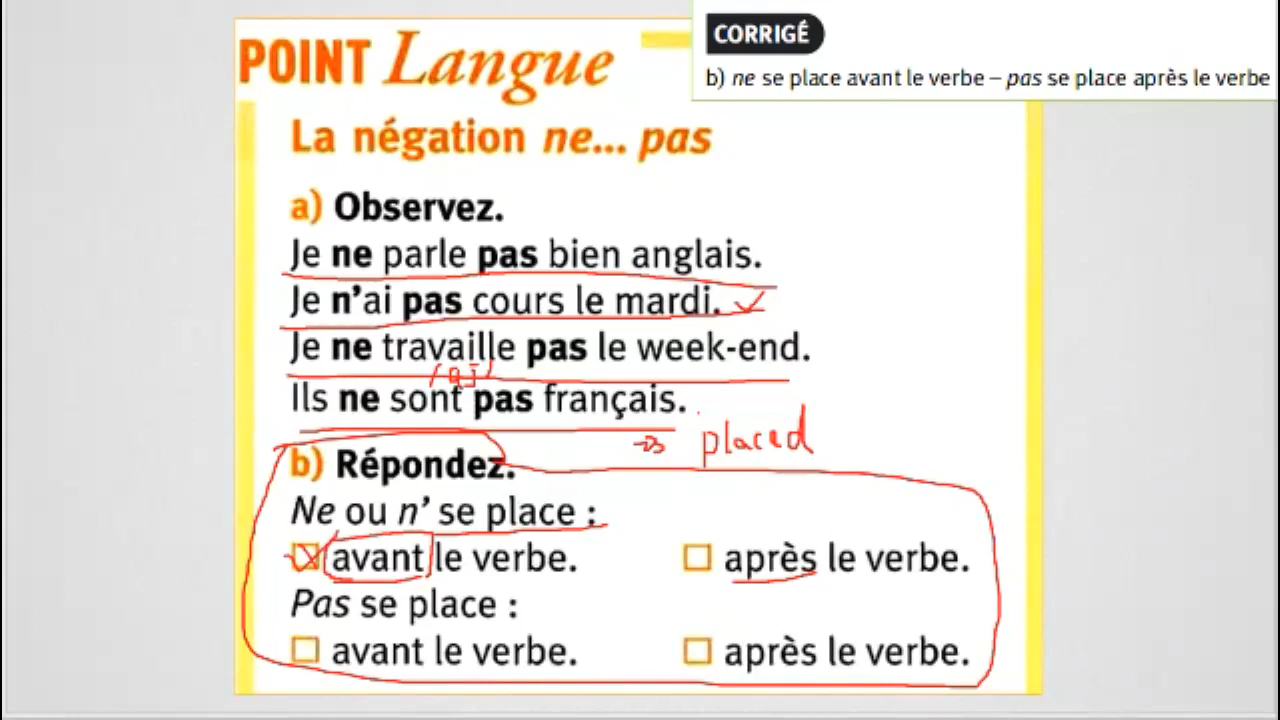 CORRIGÉ
b) ne se place avant le verbe – pas se place après le verbe
POINT Langue
La négation ne... pas
a) Observez.
Je ne parle pas bien anglais.
Je n'ai pas cours le mardi.
Je ne travaille pas le week-end.
Ils ne sont pas français.
placed
b) Répondez.
Ne ou n' se place :
avant le verbe. après le verbe.
Pas se place :
avant le verbe. après le verbe.